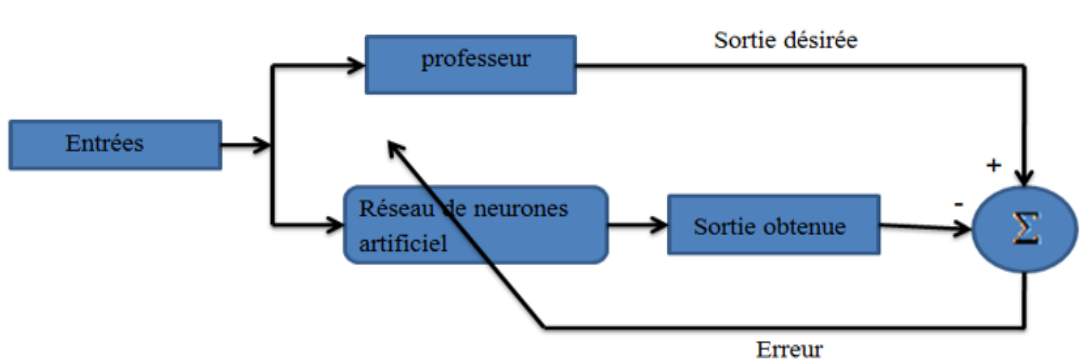 Sortie désirée
professeur
Entrées
+
-
Réseau de neurones
artificiel
Sortie obtenue
Σ
Erreur